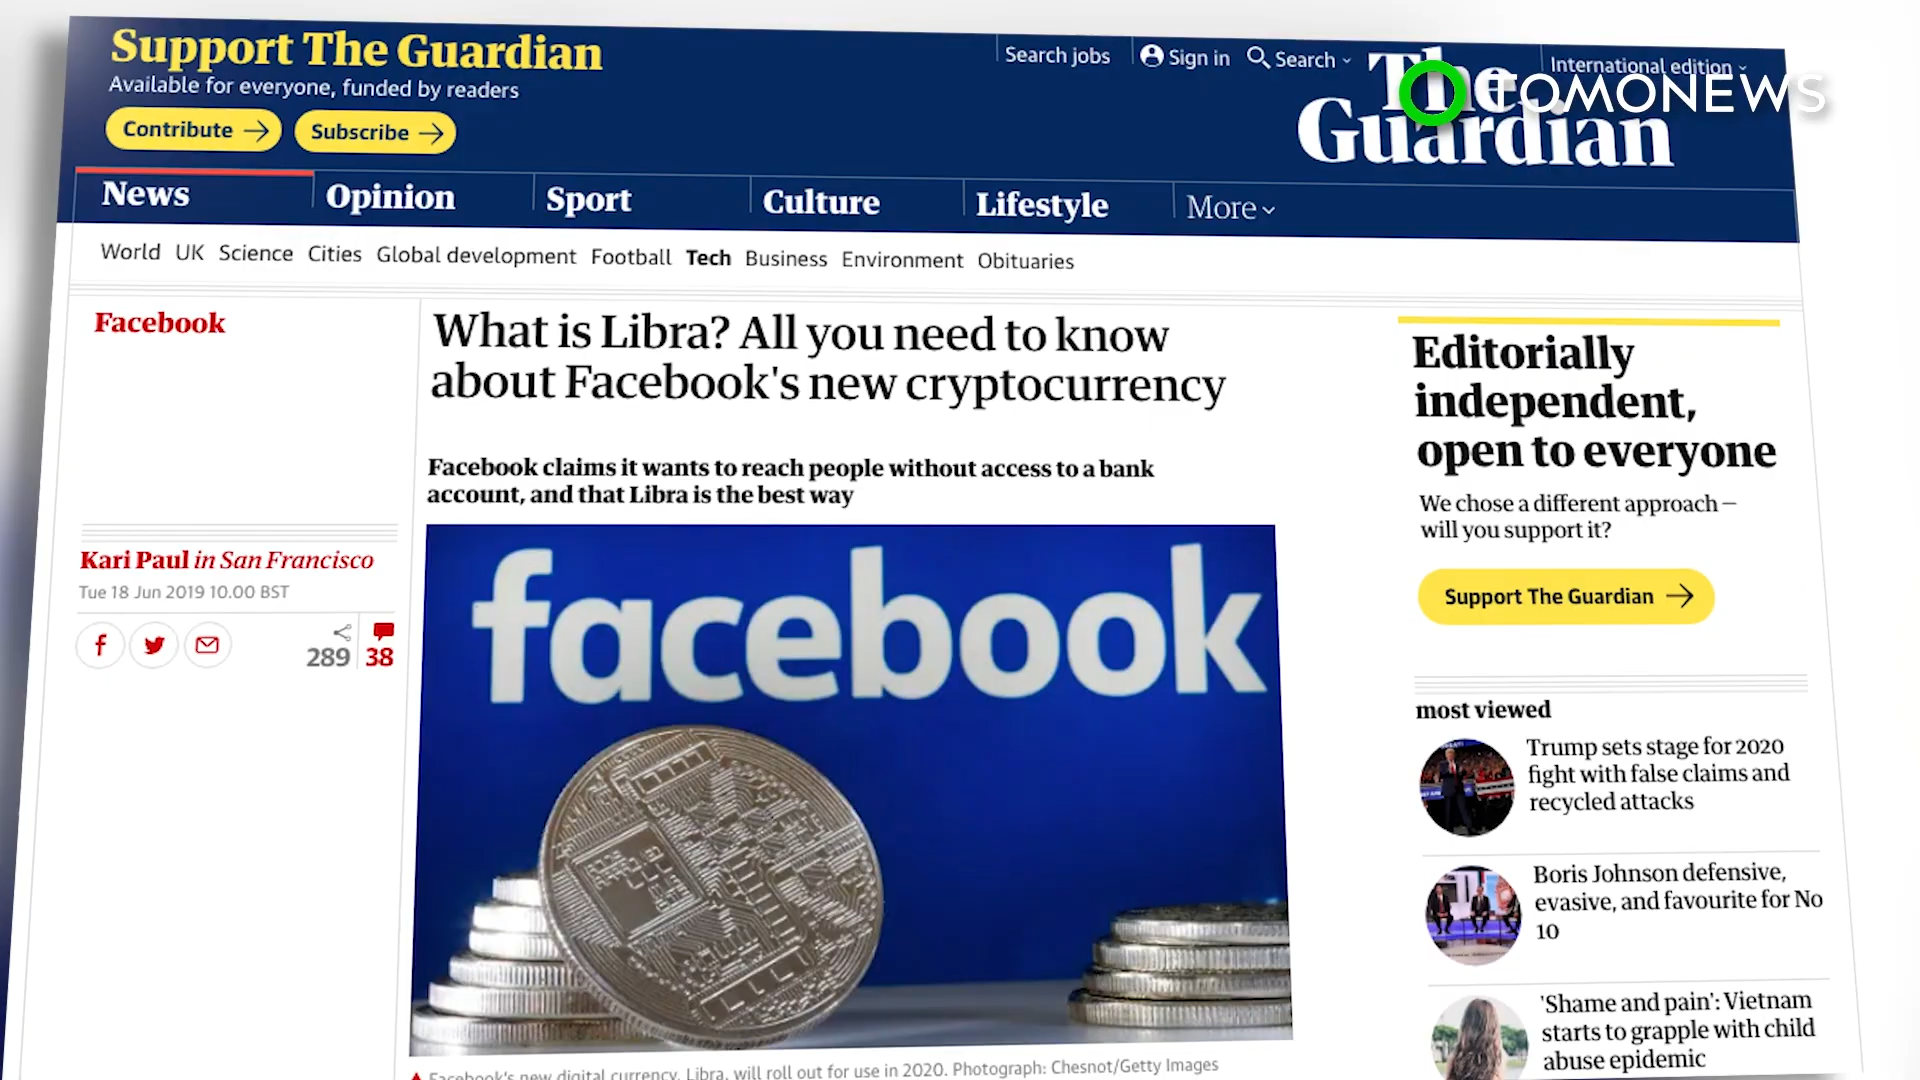 Support The Guardian
Available for everyone, funded by readers
Contribute
Subscribe
Search jobs
Sign in
Search
International edition
The
Guardian
TOMONEWS
News
Opinion
Sport
Culture
Lifestyle
More
World UK Science Cities Global development Football Tech Business Environment Obituaries
Facebook
What is Libra? All you need to know
about Facebook's new cryptocurrency
Facebook claims it wants to reach people without access to a bank
account, and that Libra is the best way
Kari Paul in San Francisco
Tue 18 Jun 2019 10.00 BST
289
38
facebook
Facebook's new digital currency, Libra, will roll out for use in 2020. Photograph: Chesnot/Getty Images
Editorially
independent,
open to everyone
We chose a different approach –
will you support it?
Support The Guardian
most viewed
Trump sets stage for 2020
fight with false claims and
recycled attacks
Boris Johnson defensive,
evasive, and favourite for No
10
'Shame and pain': Vietnam
starts to grapple with child
abuse epidemic